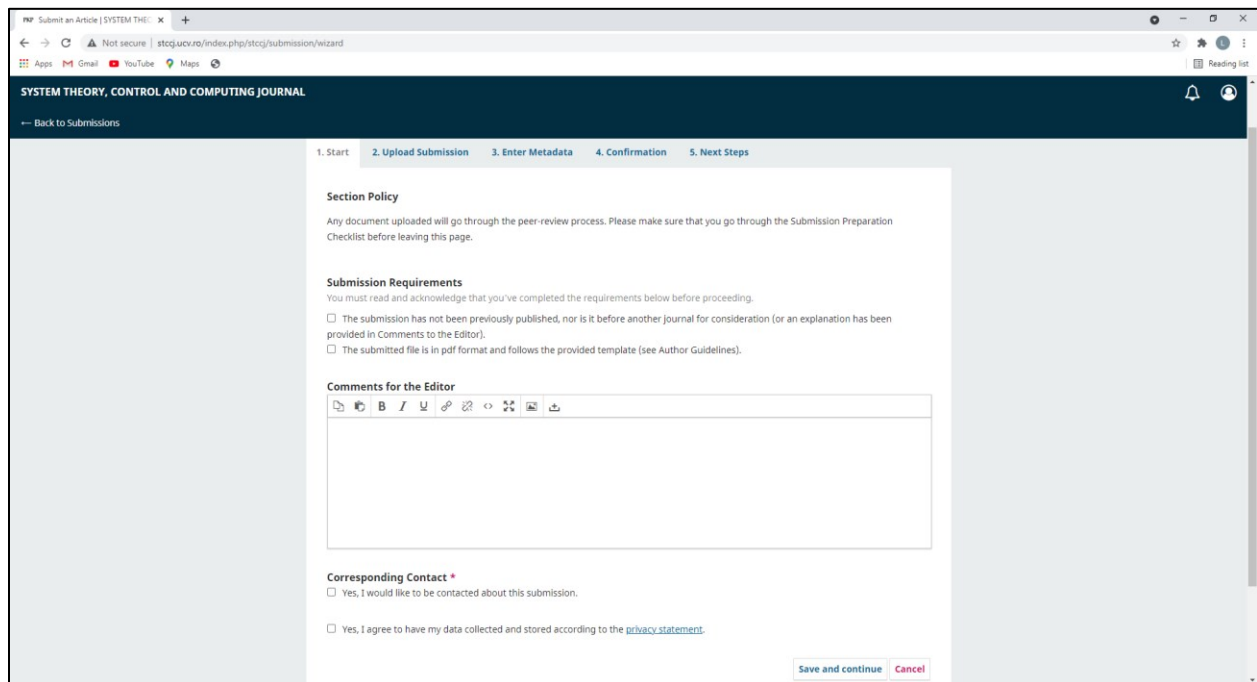 PKP Submit an Article | SYSTEM THEO
Not secure | stccj.ucv.ro/index.php/stccj/submission/wizard
Apps Gmail YouTube Maps
L
Reading list
SYSTEM THEORY, CONTROL AND COMPUTING JOURNAL
← Back to Submissions
1. Start 2. Upload Submission 3. Enter Metadata 4. Confirmation 5. Next Steps
Section Policy
Any document uploaded will go through the peer-review process. Please make sure that you go through the Submission Preparation
Checklist before leaving this page.
Submission Requirements
You must read and acknowledge that you've completed the requirements below before proceeding.
The submission has not been previously published, nor is it before another journal for consideration (or an explanation has been
provided in Comments to the Editor).
The submitted file is in pdf format and follows the provided template (see Author Guidelines).
Comments for the Editor
B I U
Corresponding Contact *
Yes, I would like to be contacted about this submission.
Yes, I agree to have my data collected and stored according to the privacy statement.
Save and continue Cancel